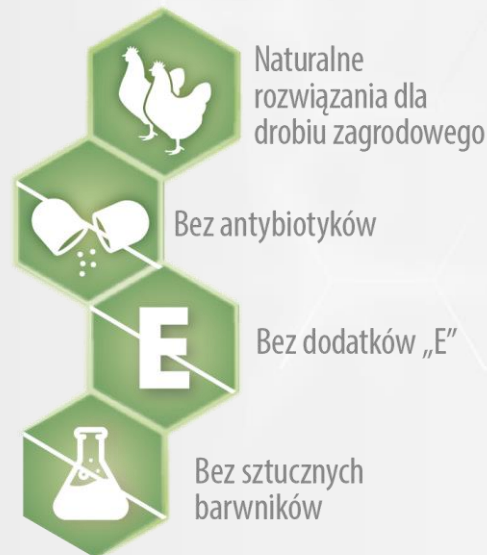 Naturalne
rozwiązania dla
drobiu zagrodowego
Bez antybiotyków
E
Bez dodatków „E”
Bez sztucznych
barwników